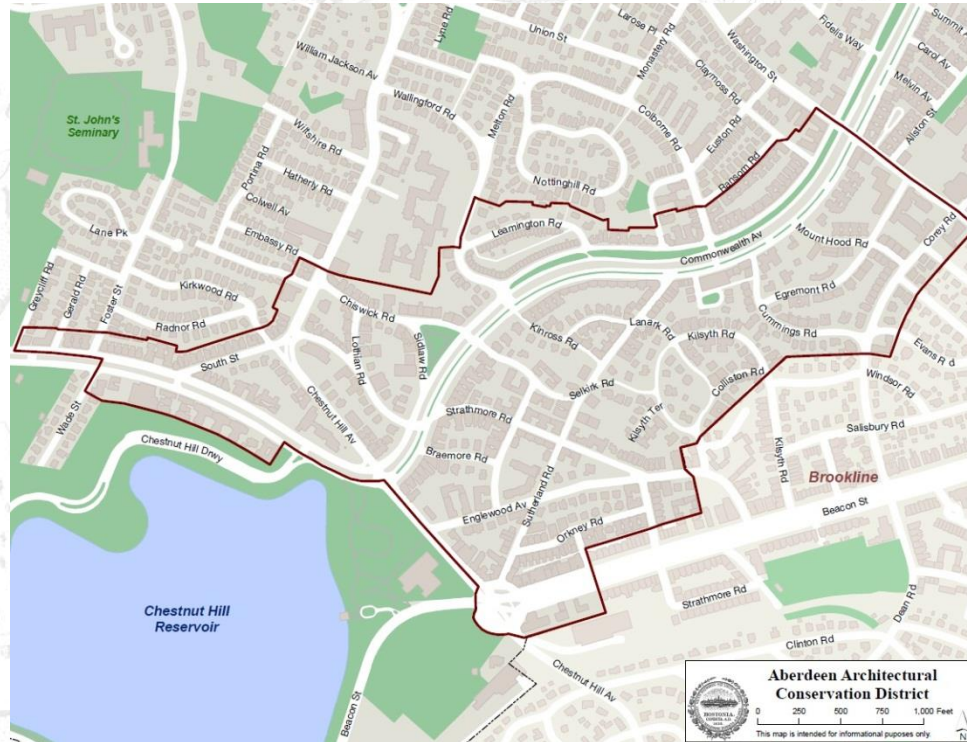 Lyne Rd
Union St
Larose Pl
Monastery Rd
Washington St
Fidelis Way
Summit A
Carol Av
Melvin Av
Allston St
William Jackson Av
Wallingford Rd
Melton Rd
Colborne Rd
Claymoss Rd
Euston Rd
Ransom Rd
St. John's
Seminary
Wiltshire Rd
Portina Rd
Hatherly Rd
Colwell Av
Embassy Rd
Nottinghill Rd
Leamington Rd
Commonwealth Av
Mount Hood Rd
Corey Rd
Lane Pk
Greycliff Rd
Gerald Rd
Foster St
Kirkwood Rd
Radnor Rd
South St
Chiswick Rd
Lothian Rd
Sidlaw Rd
Kinross Rd
Lanark Rd
Kilsyth Rd
Egremont Rd
Cummings Rd
Evans Rd
Windsor Rd
Colliston Rd
Selkirk Rd
Kilsyth Ter
Chestnut Hill Av
Strathmore Rd
Braemore Rd
Wade St
Chestnut Hill Drwy
Salisbury Rd
Kilsyth Rd
Brookline
Beacon St
Englewood Av
Sutherland Rd
Orkney Rd
Chestnut Hill
Reservoir
Strathmore Rd
Dean Rd
Clinton Rd
Chestnut Hill Av
Beacon St
Aberdeen Architectural
Conservation District
0 250 500 750 1,000 Feet
This map is intended for informational puposes only.
N